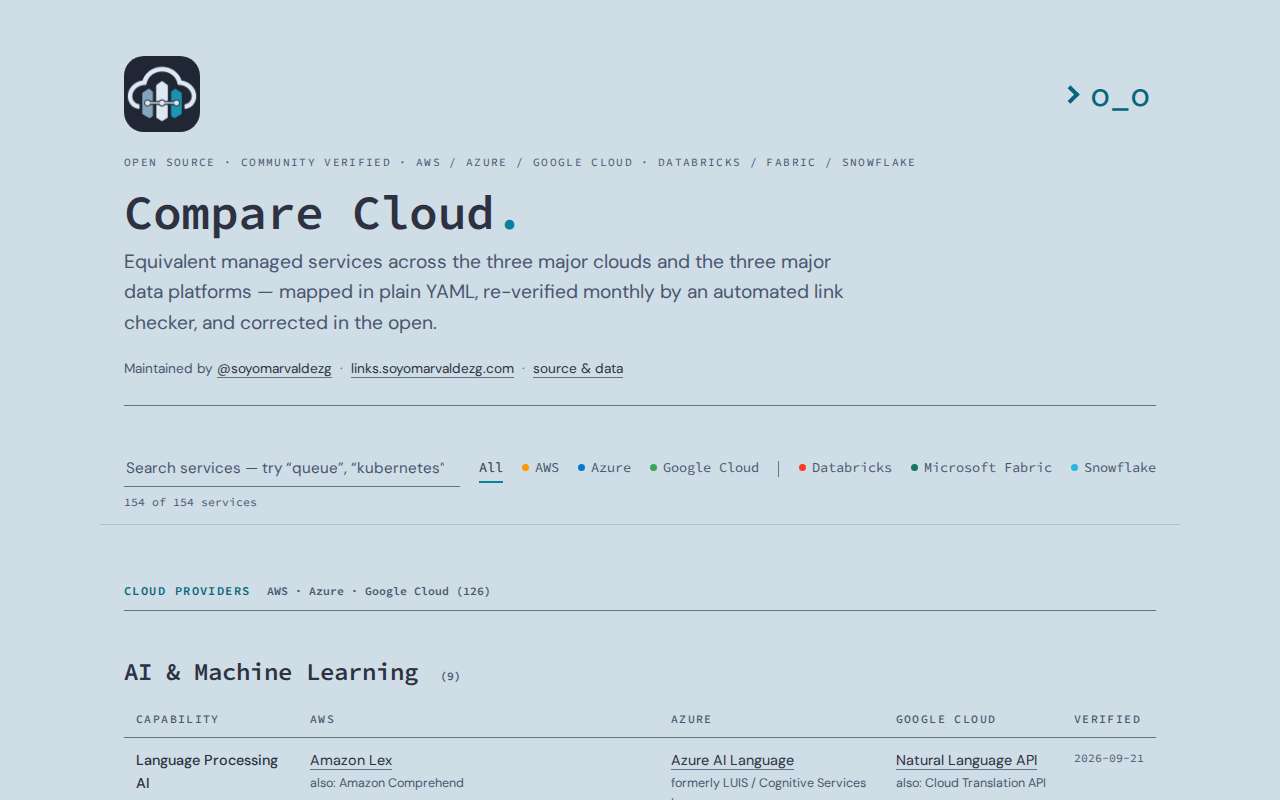 > o_o
OPEN SOURCE · COMMUNITY VERIFIED · AWS / AZURE / GOOGLE CLOUD · DATABRICKS / FABRIC / SNOWFLAKE
Compare Cloud.
Equivalent managed services across the three major clouds and the three major
data platforms — mapped in plain YAML, re-verified monthly by an automated link
checker, and corrected in the open.
Maintained by @soyomarvaldezg · links.soyomarvaldezg.com · source & data
Search services — try “queue”, “kubernetes” All AWS Azure Google Cloud | Databricks Microsoft Fabric Snowflake
154 of 154 services
CLOUD PROVIDERS AWS · Azure · Google Cloud (126)
AI & Machine Learning (9)
CAPABILITY AWS AZURE GOOGLE CLOUD VERIFIED
Language Processing Amazon Lex Azure AI Language Natural Language API 2026-09-21
AI also: Amazon Comprehend formerly LUIS / Cognitive Services also: Cloud Translation API